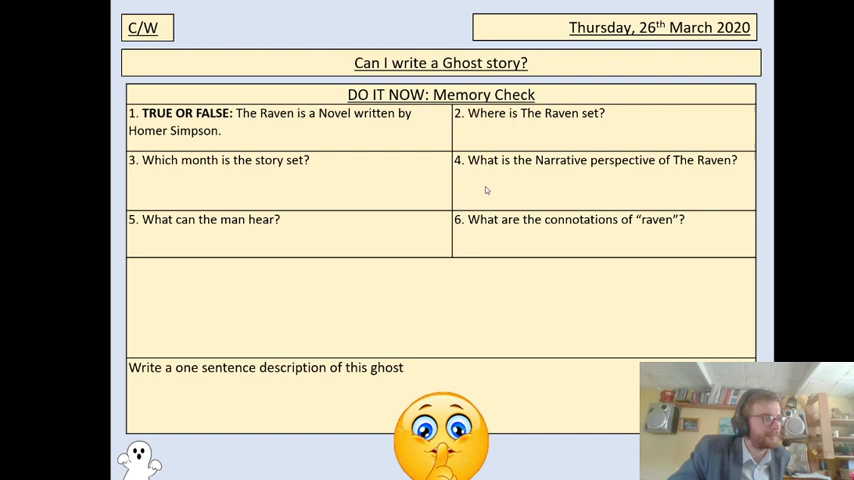 C/W
Thursday, 26th March 2020
Can I write a Ghost story?
DO IT NOW: Memory Check
1. TRUE OR FALSE: The Raven is a Novel written by
Homer Simpson.
2. Where is The Raven set?
3. Which month is the story set?
4. What is the Narrative perspective of The Raven?
5. What can the man hear?
6. What are the connotations of “raven”?
Write a one sentence description of this ghost